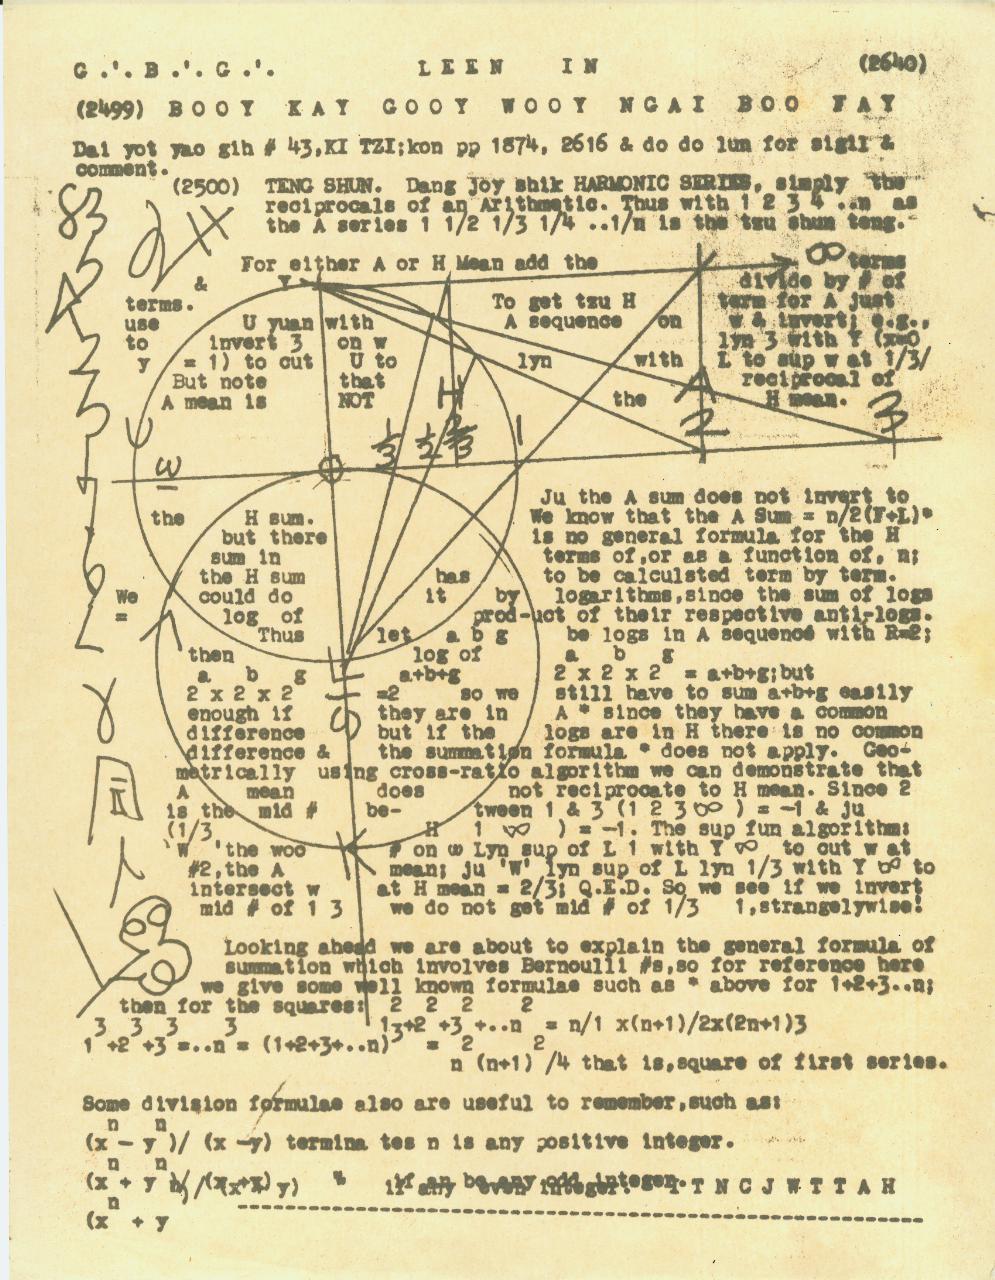 G.'. B.'. G.'. LEEN IN (2640)
(2499) BOOY KAY GOOY WOOY NGAI BOO FAY
Dai yot yao gih # 43,KI TZI;kon pp 1874, 2616 & do do lun for sigil &
comment.
(2500) TENG SHUN. Dang joy shik HARMONIC SERIES, simply the
reciprocals of an Arithmetic. Thus with 1 2 3 4 ..n as
the A series 1 1/2 1/3 1/4 ..1/n is the tzu shun teng.
For either A or H Mean add the ∞ terms
& Y divide by # of
terms. To get tzu H term for A just
use U yuan with A sequence on w & invert; e.g.,
to invert 3 on w lyn 3 with Y (x=0
y = 1) to cut U to lyn with L to sup w at 1/3/
But note that A reciprocal of
A mean is NOT H the H mean.
2 3
U 1/3 1/2 2/3 1
w
Ju the A sum does not invert to
the H sum. We know that the A Sum = n/2(F+L)*
but there is no general formula for the H
sum in terms of,or as a function of, n;
the H sum has to be calculsted term by term.
We could do it by logarithms,since the sum of logs
= log of prod-uct of their respective anti-logs.
Thus let a b g be logs in A sequence with R=2;
then log of a b g
a b g a+b+g 2 x 2 x 2 = a+b+g;but
2 x 2 x 2 =2 so we still have to sum a+b+g easily
enough if they are in A * since they have a common
difference but if the logs are in H there is no common
difference & the summation formula * does not apply. Geo-
metrically using cross-ratio algorithm we can demonstrate that
A mean does not reciprocate to H mean. Since 2
is the mid # be- tween 1 & 3 (1 2 3 ∞ ) = -1 & ju
(1/3 H 1 ∞ ) = -1. The sup fun algorithm:
'W' 'the woo # on ω Lyn sup of L 1 with Y ∞ to cut w at
#2,the A mean; ju 'W' lyn sup of L lyn 1/3 with Y ∞ to
intersect w at H mean = 2/3; Q.E.D. So we see if we invert
mid # of 1 3 we do not get mid # of 1/3 1,strangelywise!
Looking ahead we are about to explain the general formula of
summation which involves Bernoulli #s,so for reference here
we give some well known formulae such as * above for 1+2+3..n;
then for the squares: 2 2 2 2
3 3 3 3 1 +2 +3 +..n = n/1 x(n+1)/2x(2n+1)3
1 +2 +3 =..n = (1+2+3+..n) = 2 2
n (n+1) /4 that is,square of first series.
Some division formulae also are useful to remember,such as:
n n
(x - y )/ (x -y) termina tes n is any positive integer.
n n
(x + y )/ (x+y) " if n be any odd integer. I T N C J W T T A H
n
(x + y